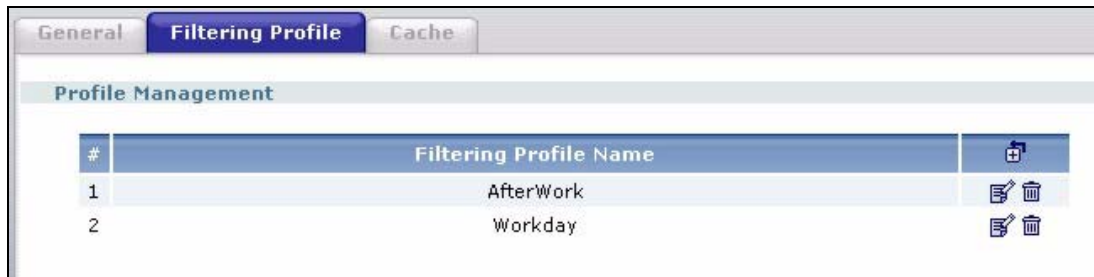 General Filtering Profile Cache
Profile Management
# Filtering Profile Name
1 AfterWork
2 Workday